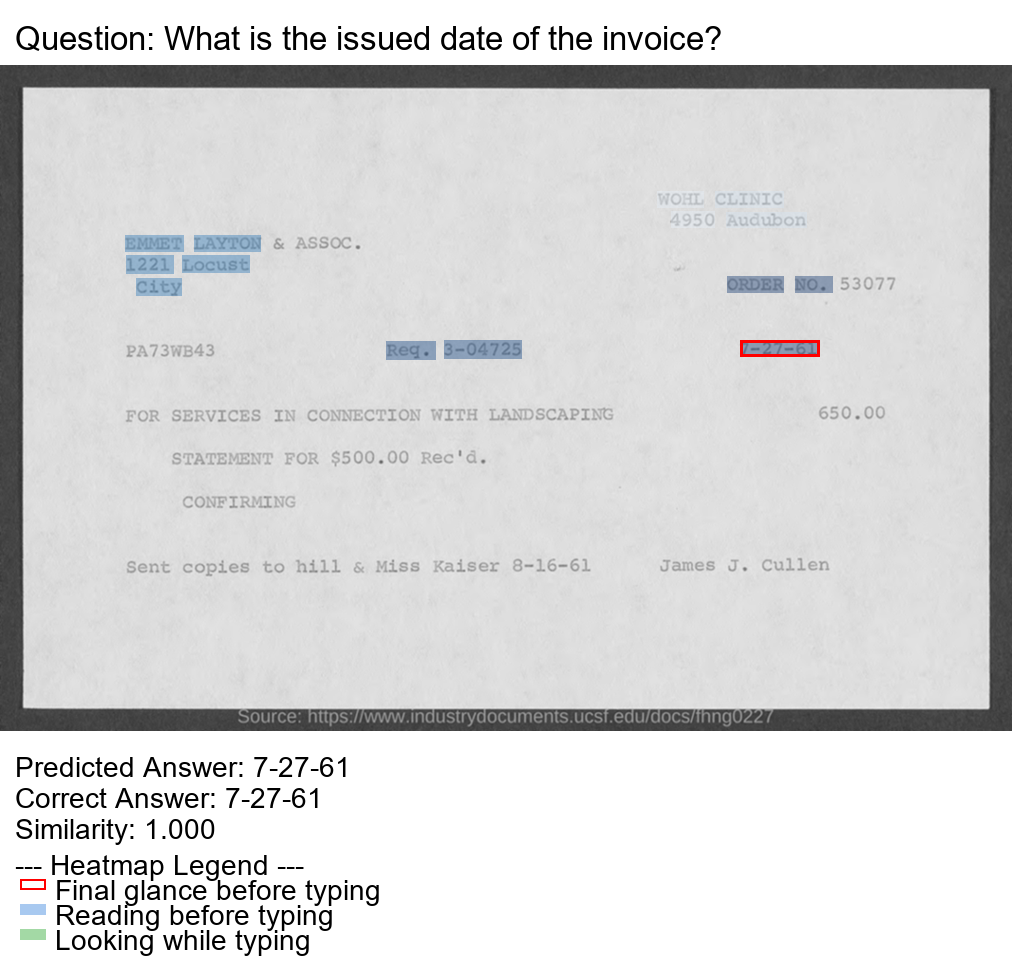 Question: What is the issued date of the invoice?
WOHL CLINIC
4950 Audubon
EMMET LAYTON & ASSOC.
1221 Locust
City
ORDER NO. 53077
PA73WB43 Req. 3-04725 7-27-61
FOR SERVICES IN CONNECTION WITH LANDSCAPING 650.00
STATEMENT FOR $500.00 Rec'd.
CONFIRMING
Sent copies to hill & Miss Kaiser 8-16-61 James J. Cullen
Source: https://www.industrydocuments.ucsf.edu/docs/fhng0227
Predicted Answer: 7-27-61
Correct Answer: 7-27-61
Similarity: 1.000
--- Heatmap Legend ---
Final glance before typing
Reading before typing
Looking while typing